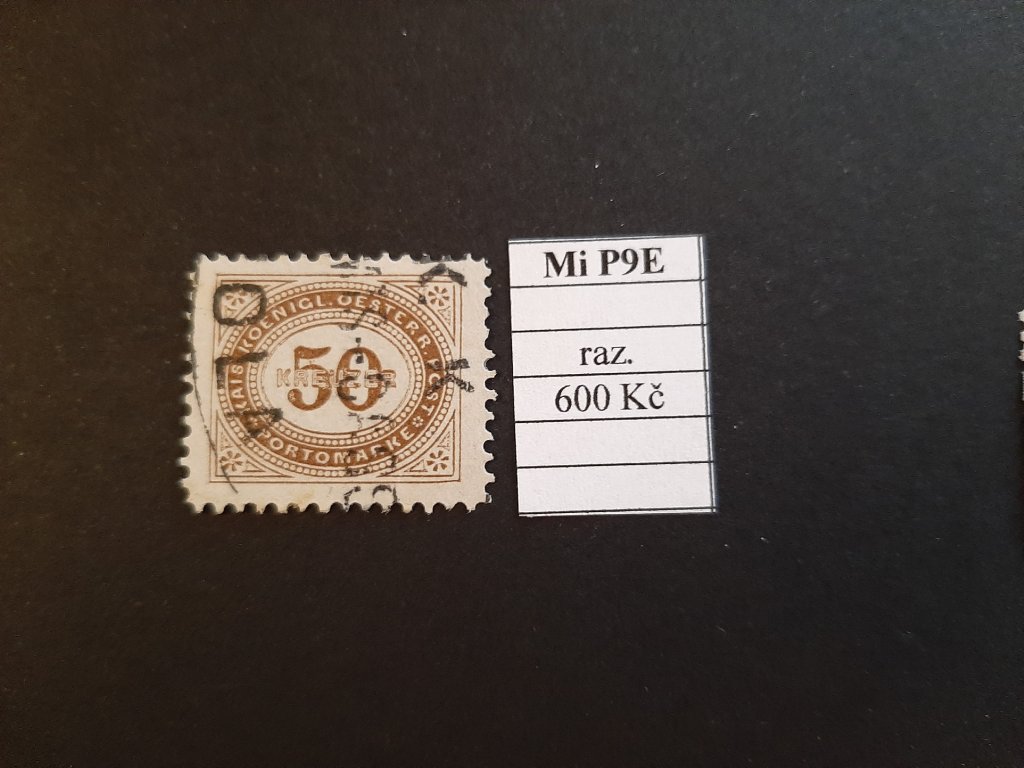 KAIS. KOENIGL. OESTERR. POST
50
KREUZER
PORTOMARKE
Mi P9E
raz.
600 Kč